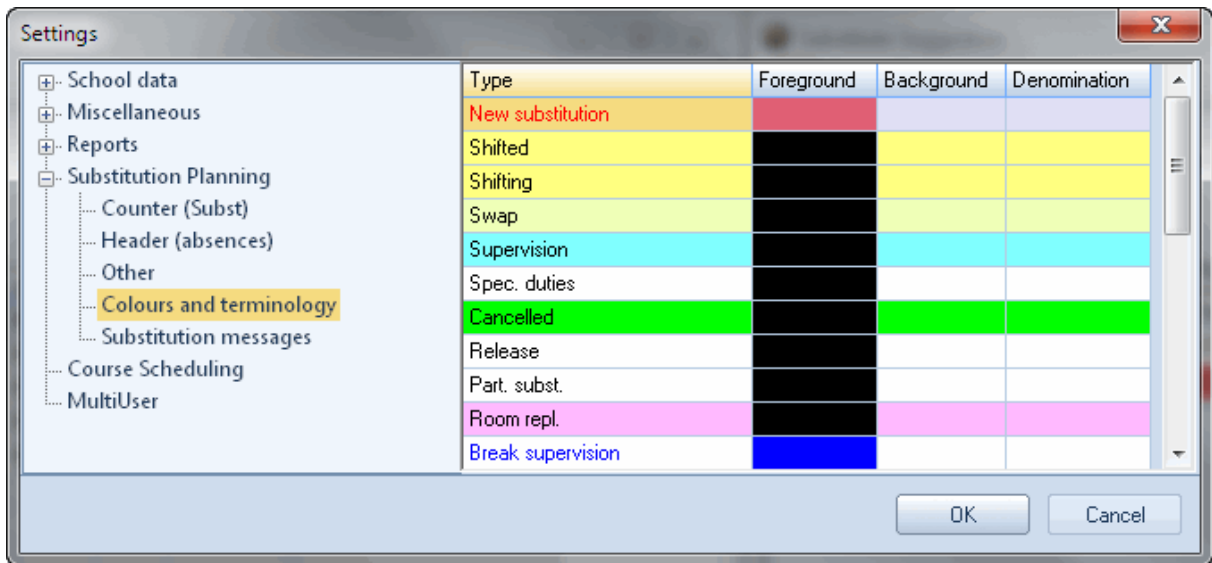 Settings
School data
Miscellaneous
Reports
Substitution Planning
Counter (Subst)
Header (absences)
Other
Colours and terminology
Substitution messages
Course Scheduling
MultiUser
Type Foreground Background Denomination
New substitution
Shifted
Shifting
Swap
Supervision
Spec. duties
Cancelled
Release
Part. subst.
Room repl.
Break supervision
OK Cancel